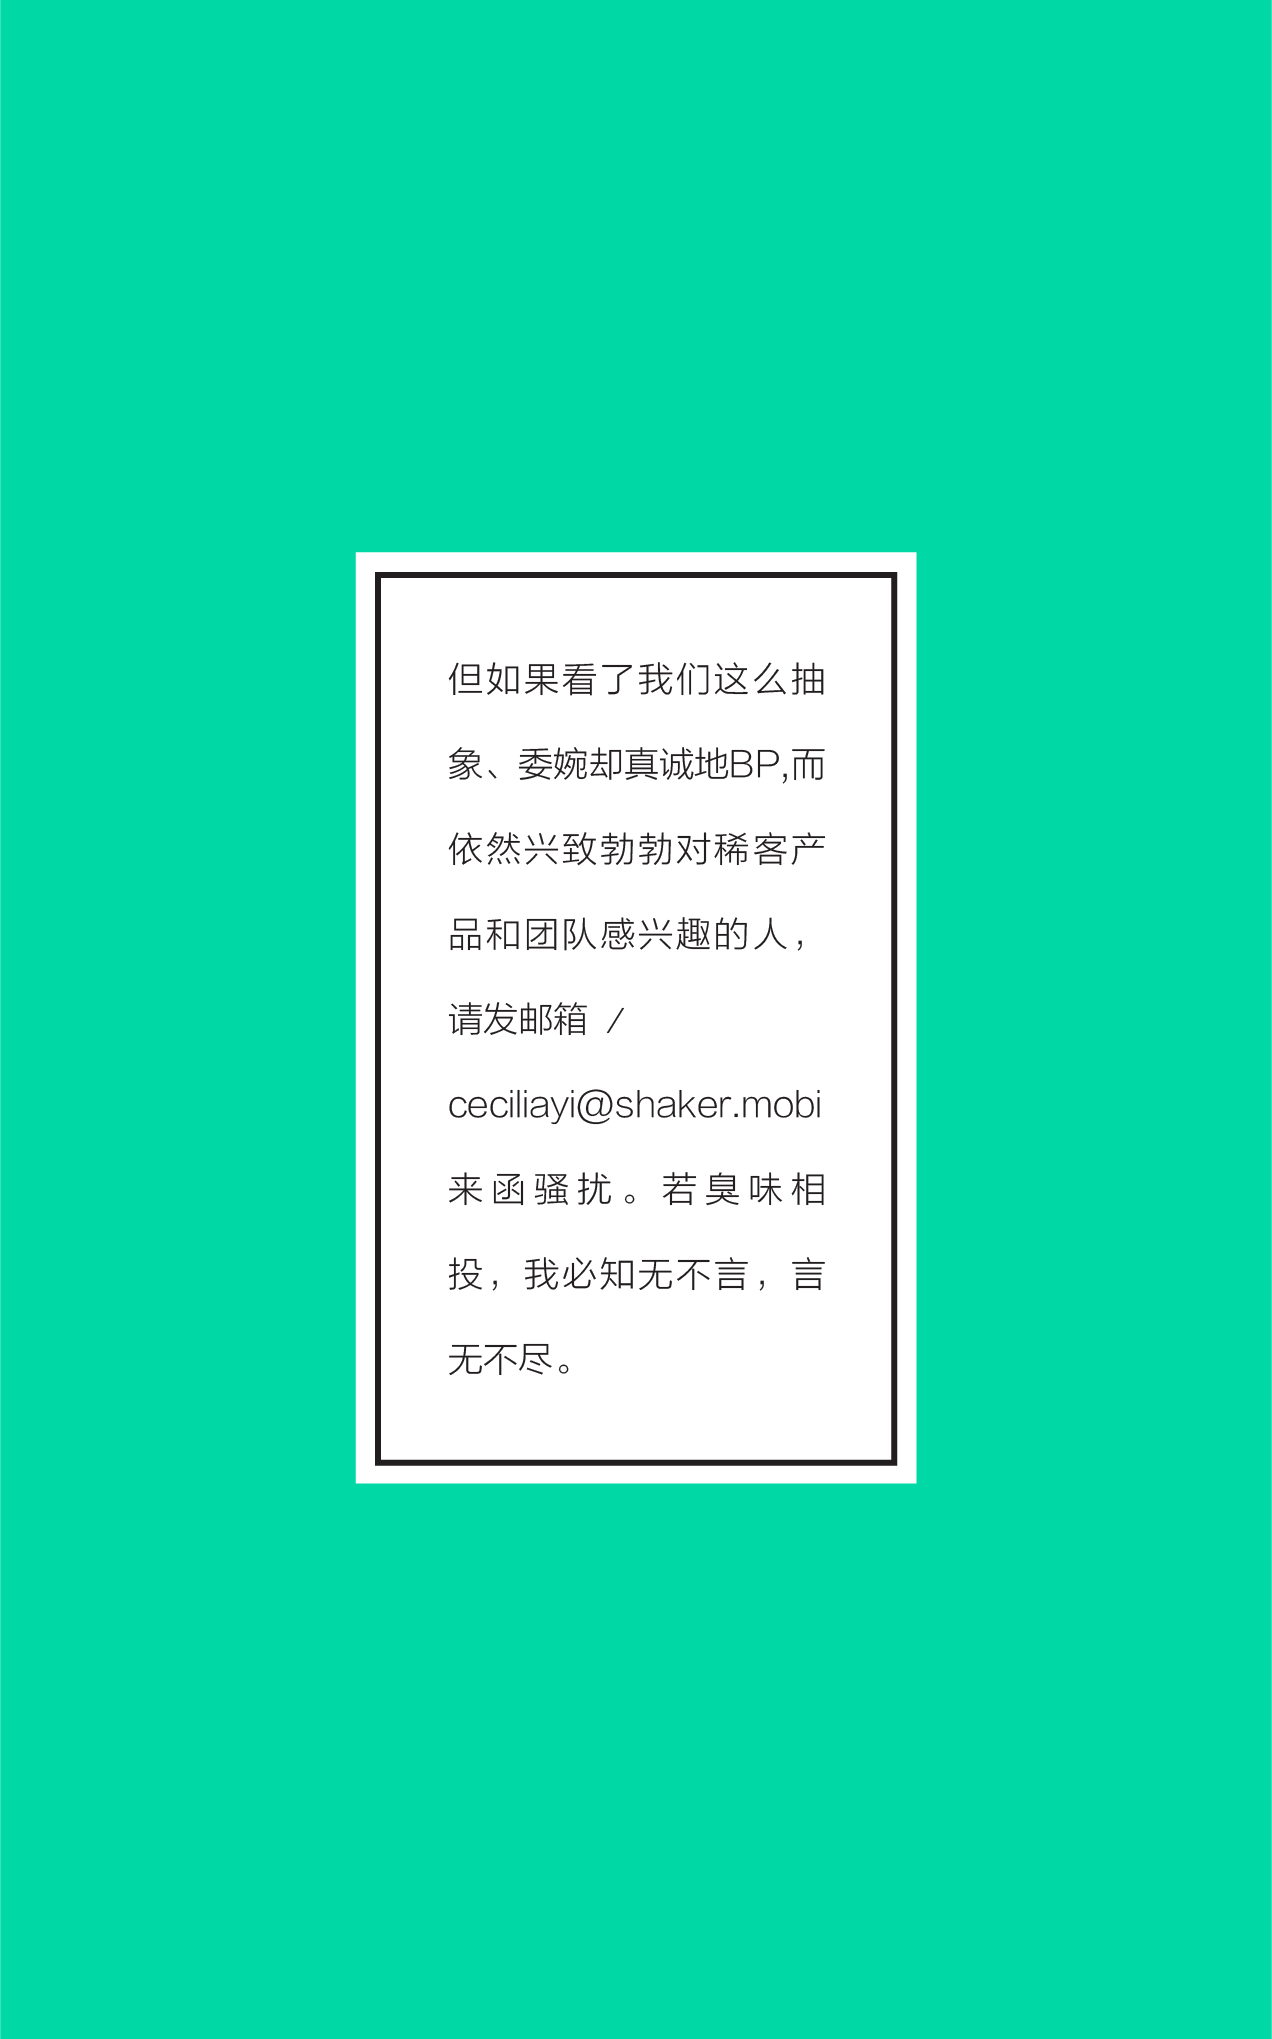 但如果看了我们这么抽
象、委婉却真诚地BP,而
依然兴致勃勃对稀客产
品和团队感兴趣的人，
请发邮箱 /
ceciliayi@shaker.mobi
来函骚扰。若臭味相
投，我必知无不言，言
无不尽。